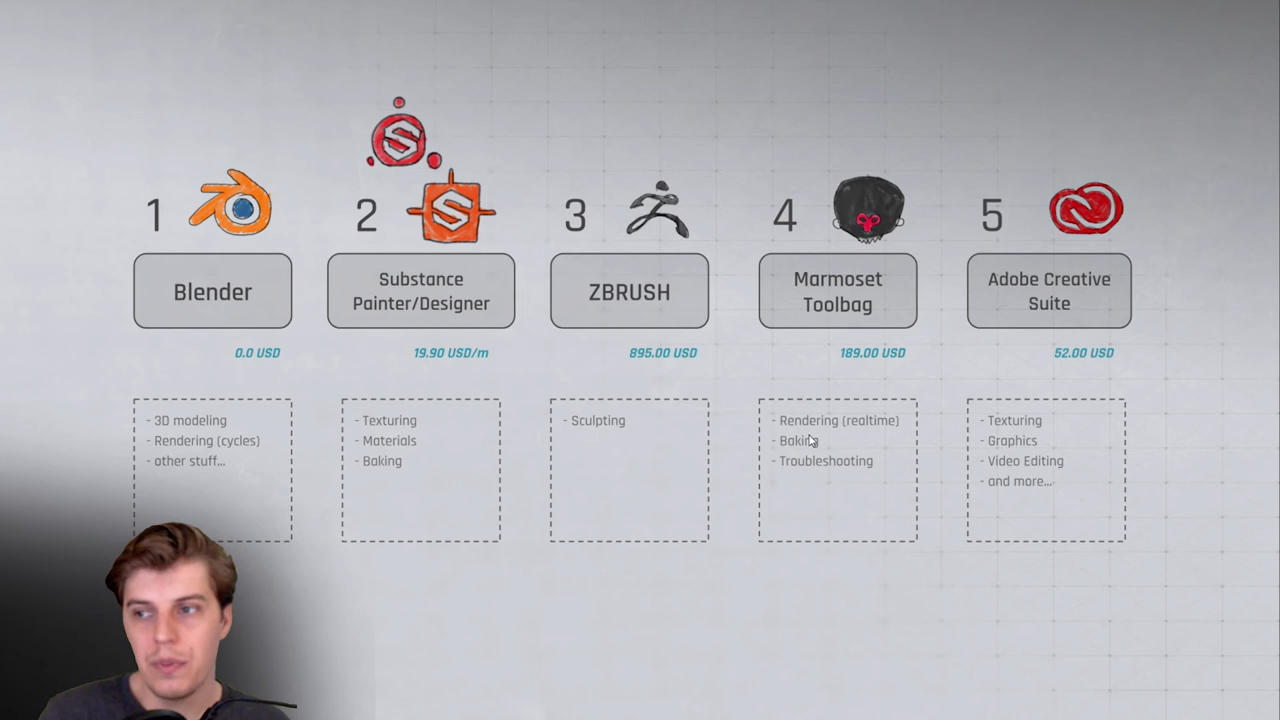 1
2
3
4
5
Blender
Substance
Painter/Designer
ZBRUSH
Marmoset
Toolbag
Adobe Creative
Suite
0.0 USD
19.90 USD/m
895.00 USD
189.00 USD
52.00 USD
- 3D modeling
- Rendering (cycles)
- other stuff...
- Texturing
- Materials
- Baking
- Sculpting
- Rendering (realtime)
- Baking
- Troubleshooting
- Texturing
- Graphics
- Video Editing
- and more...